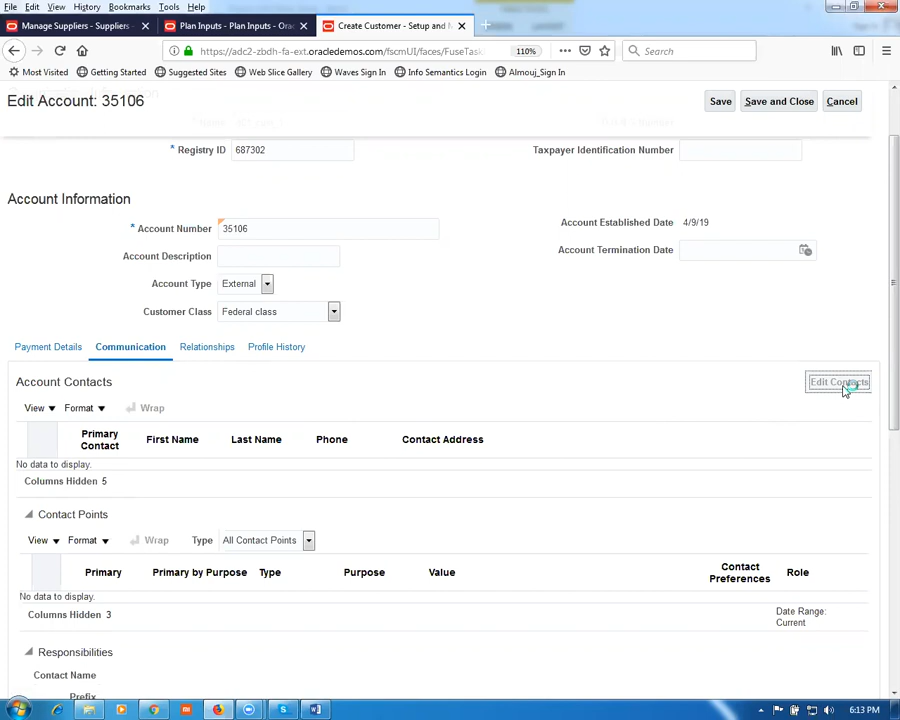 File Edit View History Bookmarks Tools Help
Manage Suppliers - Suppliers - Plan Inputs - Plan Inputs - Orac Create Customer - Setup and M
https://adc2-zbdh-fa-ext.oracledemos.com/fscmUI/faces/FuseTask 110% Search
Most Visited Getting Started Suggested Sites Web Slice Gallery Waves Sign In Info Semantics Login Almouj_Sign In
Edit Account: 35106 Save Save and Close Cancel
* Registry ID 687302 Taxpayer Identification Number
Account Information
* Account Number 35106 Account Established Date 4/9/19
Account Description Account Termination Date
Account Type External
Customer Class Federal class
Payment Details Communication Relationships Profile History
Account Contacts Edit Contacts
View Format Wrap
Primary Contact First Name Last Name Phone Contact Address
No data to display.
Columns Hidden 5
Contact Points
View Format Wrap Type All Contact Points
Primary Primary by Purpose Type Purpose Value Contact Preferences Role
No data to display.
Columns Hidden 3 Date Range: Current
Responsibilities
Contact Name
Prefix
6:13 PM